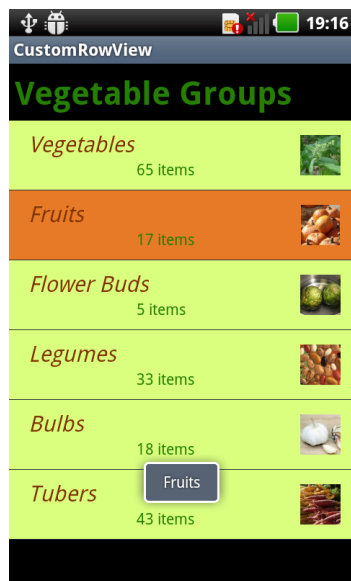 19:16
CustomRowView
Vegetable Groups
Vegetables
65 items
Fruits
17 items
Flower Buds
5 items
Legumes
33 items
Bulbs
18 items
Fruits
Tubers
43 items